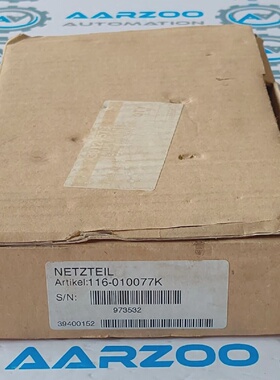 AARZOO
AUTOMATION
NETZTEIL
Artikel:116-010077K
S/N:
973532
39400152
AARZOO